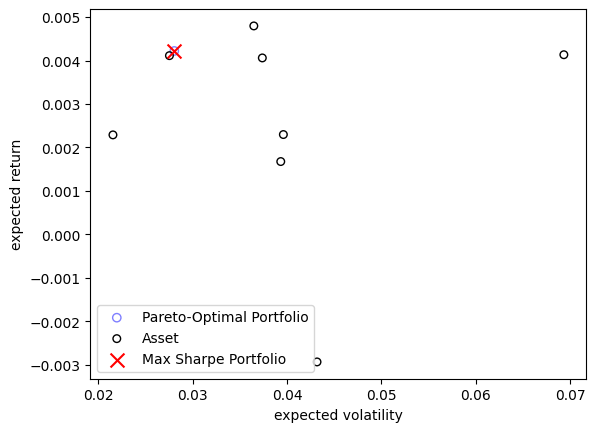 0.005
0.004
0.003
0.002
0.001
0.000
−0.001
−0.002
−0.003
expected return
Pareto-Optimal Portfolio
Asset
Max Sharpe Portfolio
0.02 0.03 0.04 0.05 0.06 0.07
expected volatility